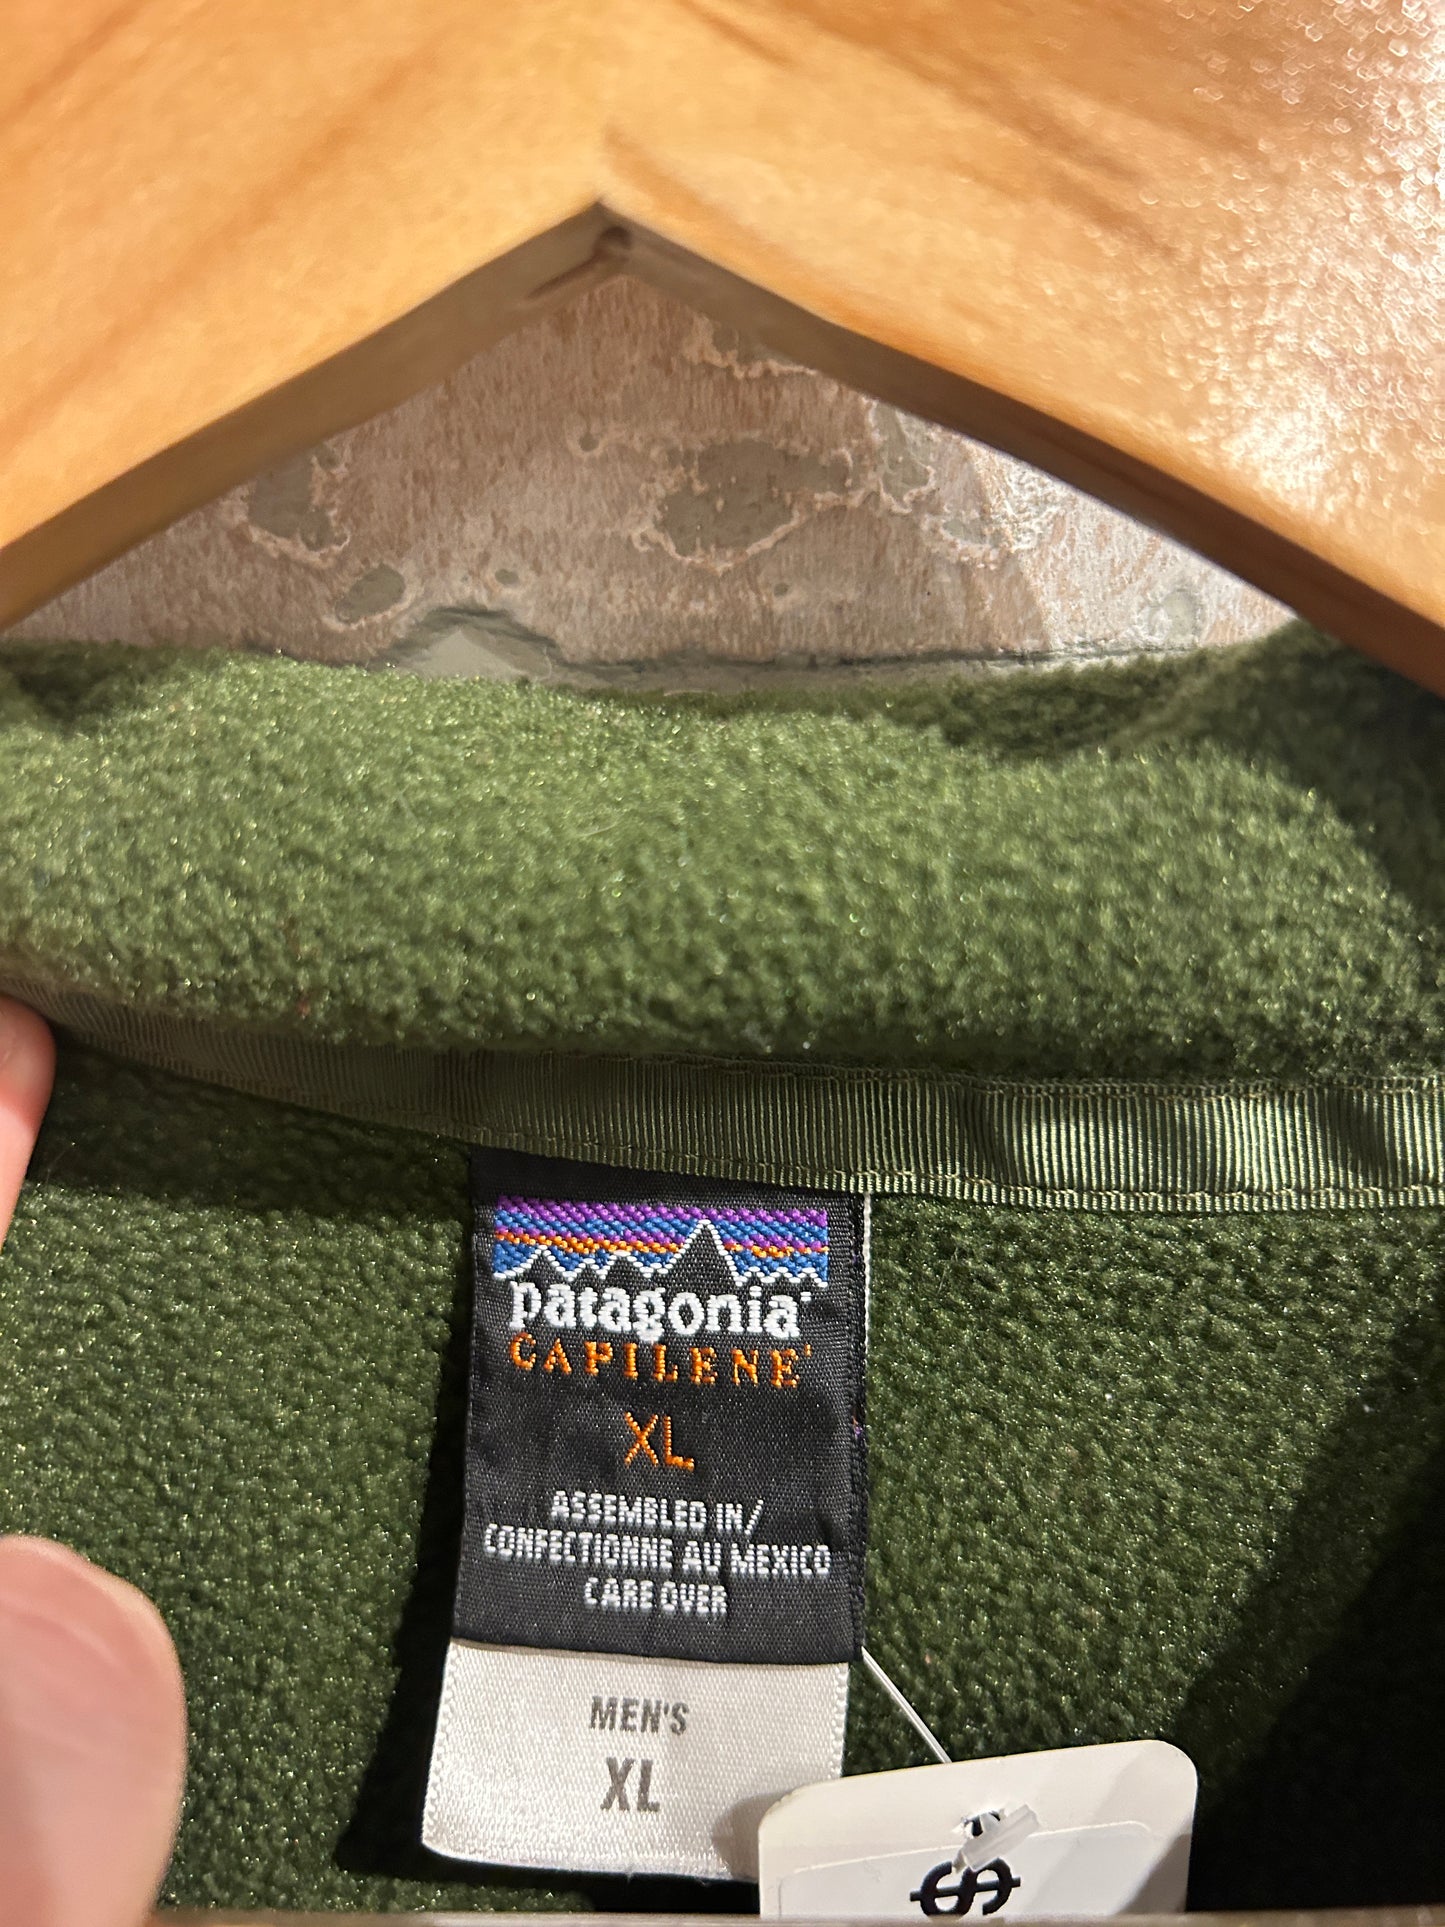 patagonia®
CAPILENE®
XL
ASSEMBLED IN/
CONFECTIONNE AU MEXICO
CARE OVER
MEN'S
XL
$